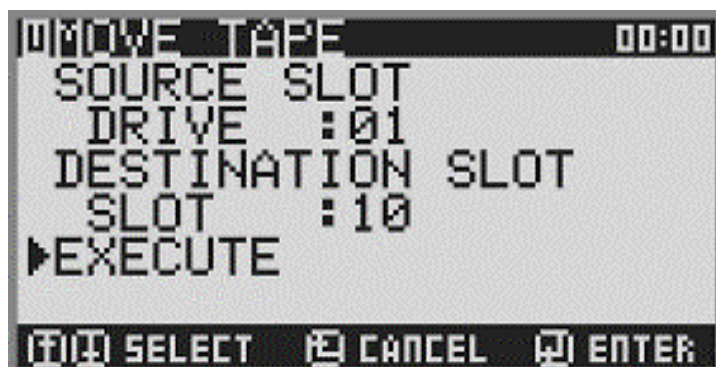 MOVE TAPE 00:00
SOURCE SLOT
DRIVE :01
DESTINATION SLOT
SLOT :10
▶EXECUTE
SELECT CANCEL ENTER